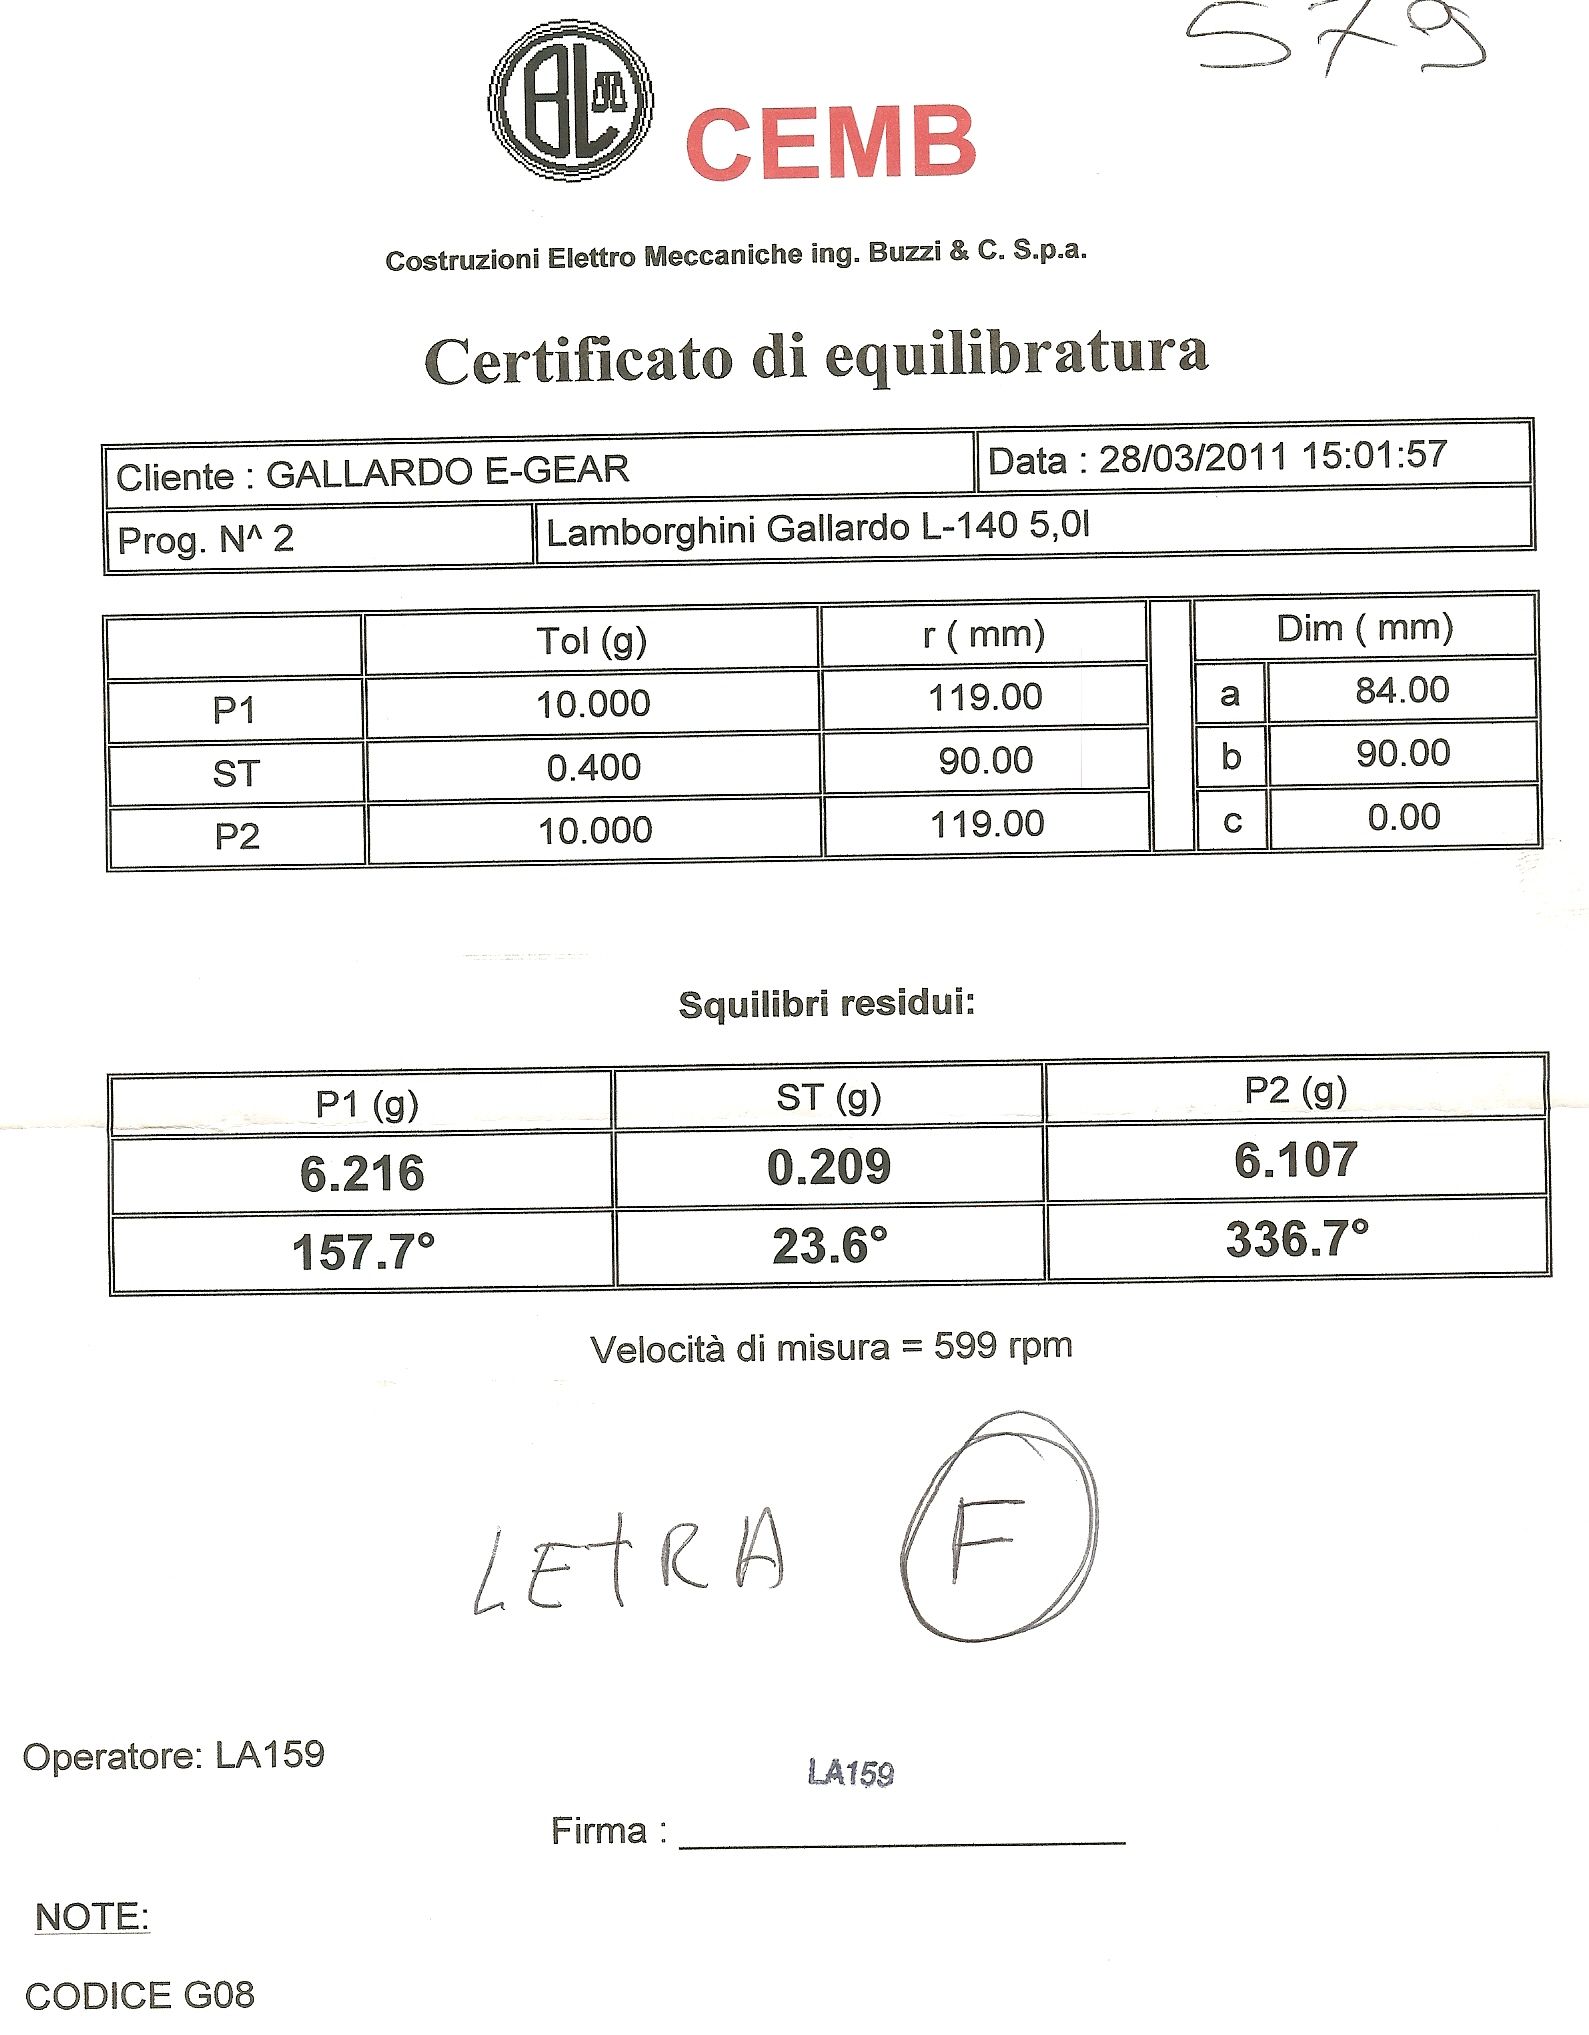 579
BL
CEMB
Costruzioni Elettro Meccaniche ing. Buzzi & C. S.p.a.
Certificato di equilibratura
Cliente : GALLARDO E-GEAR Data : 28/03/2011 15:01:57
Prog. N^ 2 Lamborghini Gallardo L-140 5,0l
Tol (g) r ( mm) Dim ( mm)
P1 10.000 119.00 a 84.00
ST 0.400 90.00 b 90.00
P2 10.000 119.00 c 0.00
Squilibri residui:
P1 (g) ST (g) P2 (g)
6.216 0.209 6.107
157.7° 23.6° 336.7°
Velocità di misura = 599 rpm
LETRA F
Operatore: LA159
LA159
Firma :
NOTE:
CODICE G08